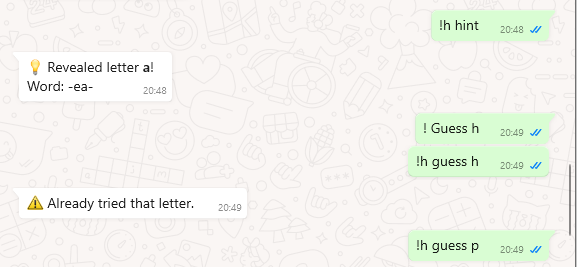 !h hint 20:48
💡 Revealed letter a!
Word: -ea-
20:48
! Guess h 20:49
!h guess h 20:49
⚠️ Already tried that letter. 20:49
!h guess p 20:49